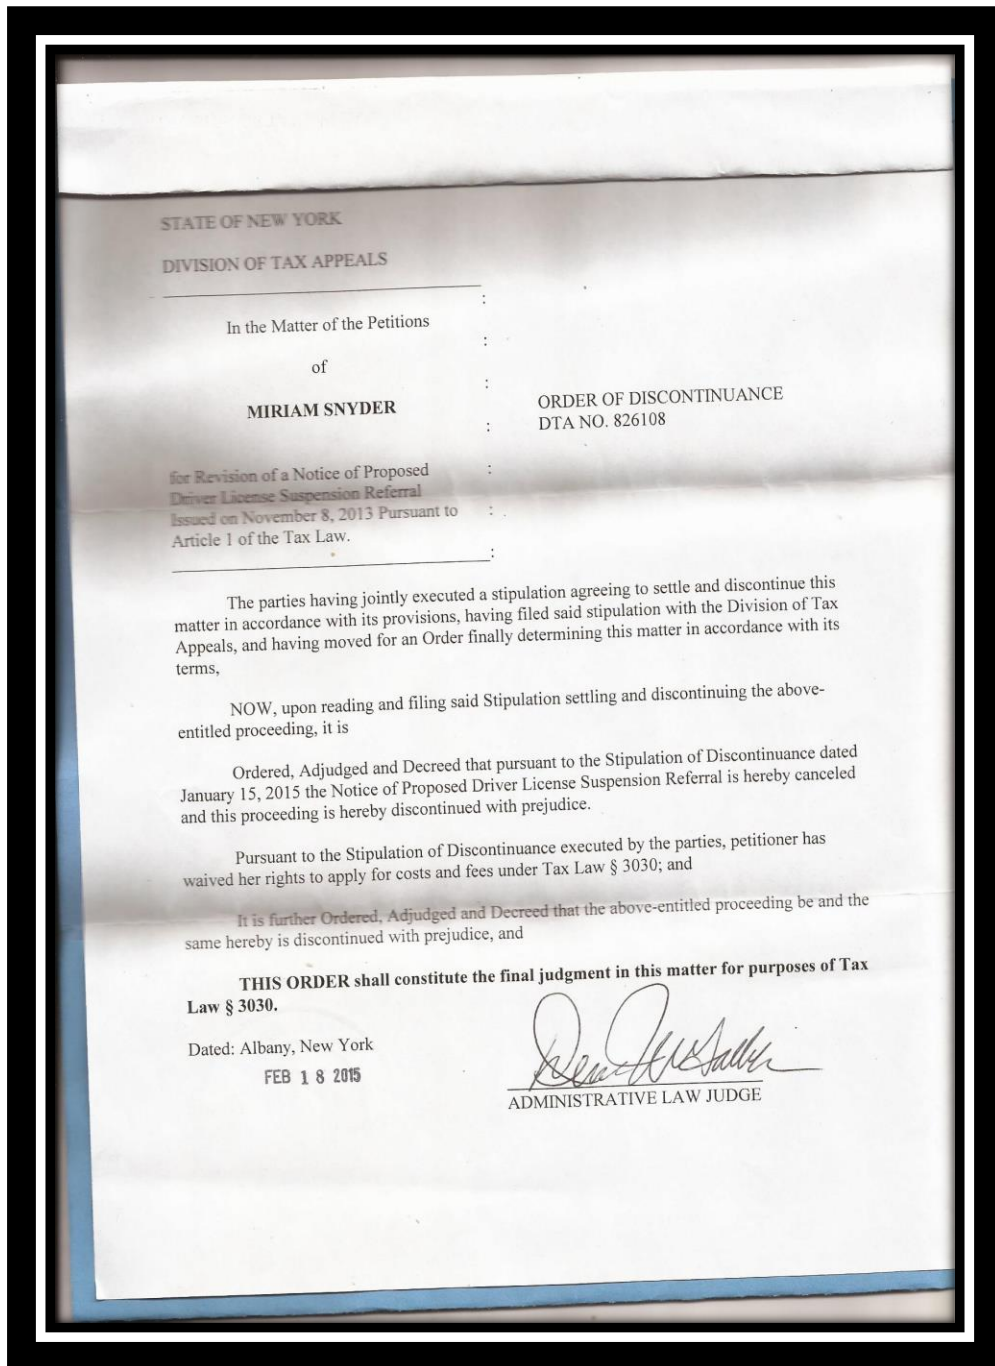 STATE OF NEW YORK
DIVISION OF TAX APPEALS
In the Matter of the Petitions
of
MIRIAM SNYDER
ORDER OF DISCONTINUANCE
DTA NO. 826108
for Revision of a Notice of Proposed
Driver License Suspension Referral
Issued on November 8, 2013 Pursuant to
Article 1 of the Tax Law.
The parties having jointly executed a stipulation agreeing to settle and discontinue this
matter in accordance with its provisions, having filed said stipulation with the Division of Tax
Appeals, and having moved for an Order finally determining this matter in accordance with its
terms,
NOW, upon reading and filing said Stipulation settling and discontinuing the above-
entitled proceeding, it is
Ordered, Adjudged and Decreed that pursuant to the Stipulation of Discontinuance dated
January 15, 2015 the Notice of Proposed Driver License Suspension Referral is hereby canceled
and this proceeding is hereby discontinued with prejudice.
Pursuant to the Stipulation of Discontinuance executed by the parties, petitioner has
waived her rights to apply for costs and fees under Tax Law § 3030; and
It is further Ordered, Adjudged and Decreed that the above-entitled proceeding be and the
same hereby is discontinued with prejudice, and
THIS ORDER shall constitute the final judgment in this matter for purposes of Tax
Law § 3030.
Dated: Albany, New York
FEB 18 2015
ADMINISTRATIVE LAW JUDGE